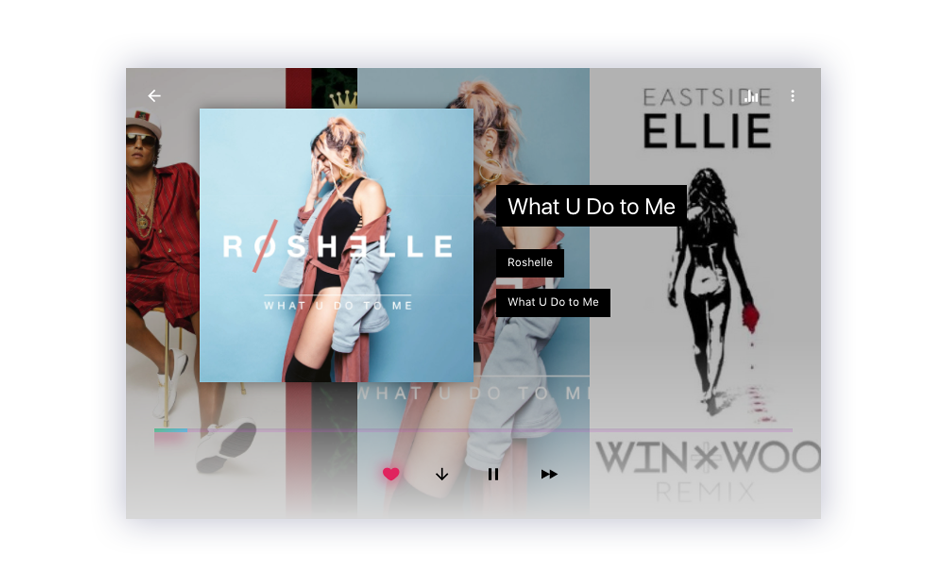 EASTSIDE
ELLIE
What U Do to Me
ROSHELLE
Roshelle
What U Do to Me
WHAT U DO TO ME
WHAT U DO TO M
WIN
WOO
REMIX